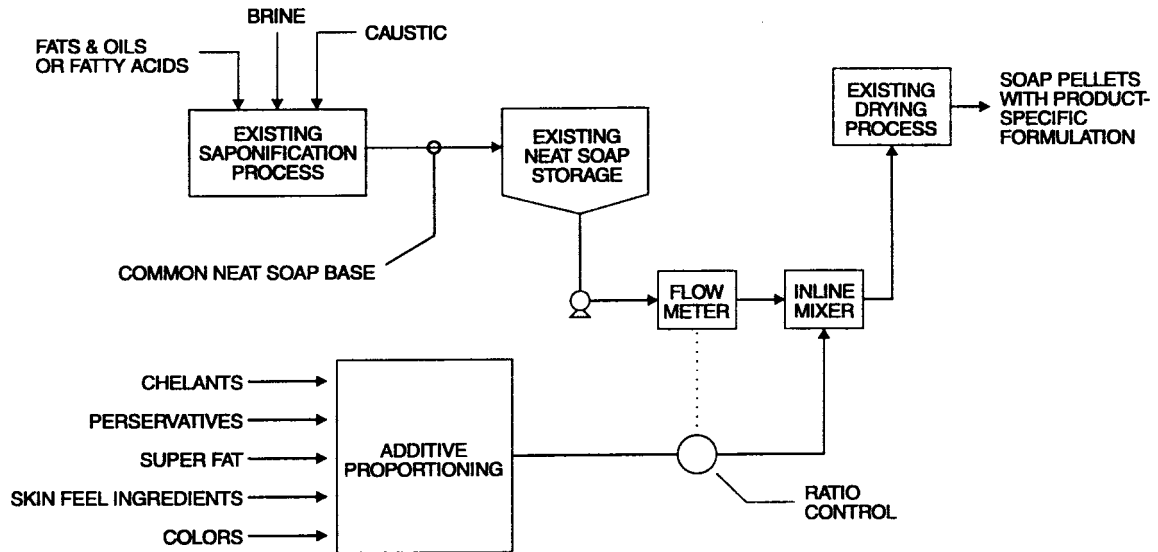 BRINE
FATS & OILS
OR FATTY ACIDS
CAUSTIC
EXISTING
SAPONIFICATION
PROCESS
EXISTING
NEAT SOAP
STORAGE
EXISTING
DRYING
PROCESS
SOAP PELLETS
WITH PRODUCT-
SPECIFIC
FORMULATION
COMMON NEAT SOAP BASE
FLOW
METER
INLINE
MIXER
CHELANTS
PERSERVATIVES
SUPER FAT
SKIN FEEL INGREDIENTS
COLORS
ADDITIVE
PROPORTIONING
RATIO
CONTROL